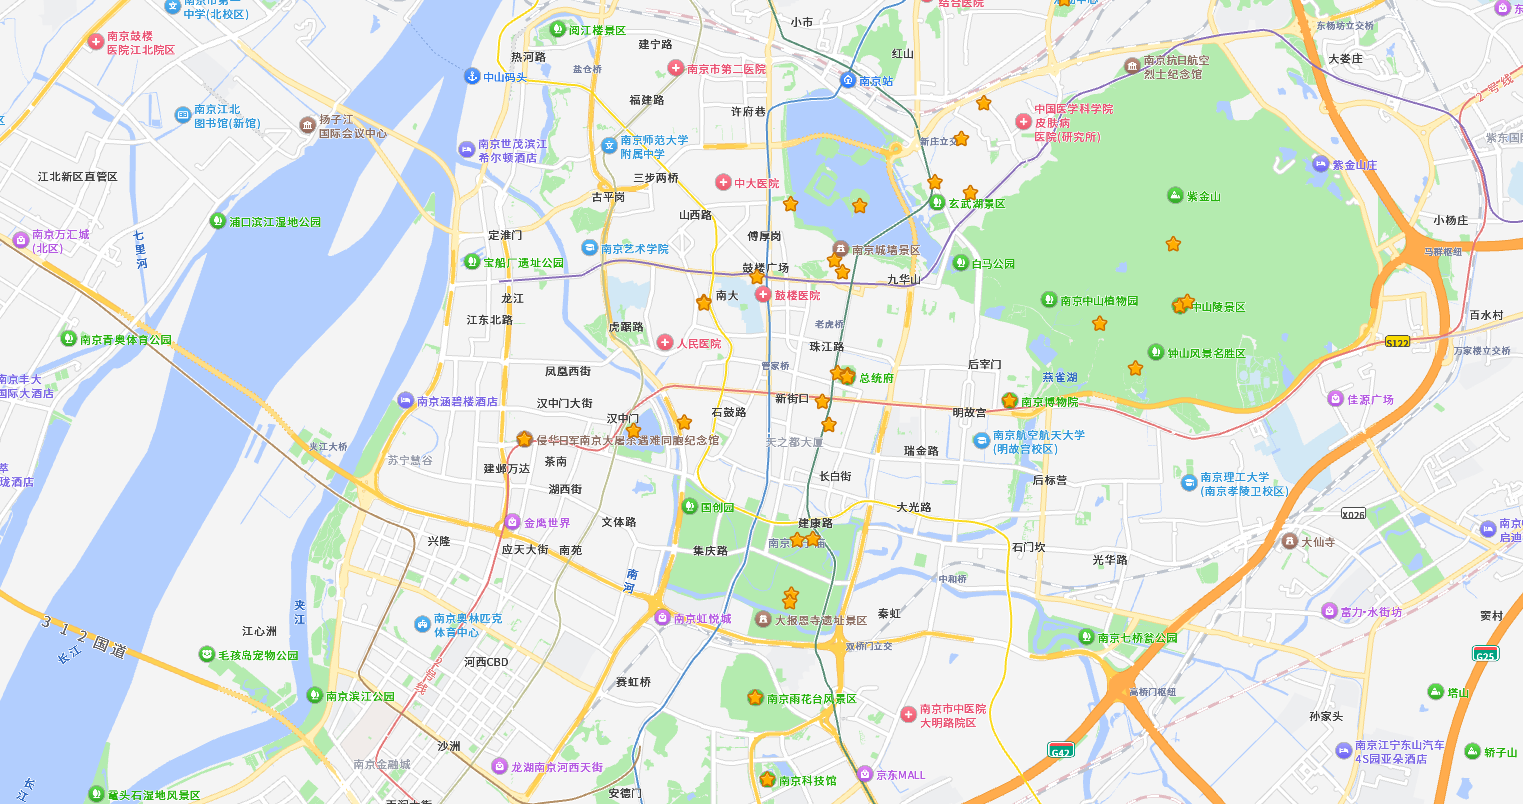 南京市第一
中学(北校区)
阅江楼景区
小市
结合医院
东杨坊立交桥
南京鼓楼
医院江北院区
建宁路
热河路
盐仓桥
红山
南京抗日航空
烈士纪念馆
大娄庄
中山码头
南京市第二医院
南京站
2号线
南京江北
图书馆(新馆)
扬子江
国际会议中心
福建路
许府巷
中国医学科学院
皮肤病
医院(研究所)
南京世茂滨江
希尔顿酒店
南京师范大学
附属中学
新庄立交
紫东国际
紫金山庄
江北新区直管区
三步两桥
中大医院
古平岗
紫金山
玄武湖景区
浦口滨江湿地公园
山西路
小杨庄
南京万汇城
(北区)
七里河
定淮门
傅厚岗
南京艺术学院
南京城墙景区
马群枢纽
宝船厂遗址公园
鼓楼广场
白马公园
九华山
龙江
南大
鼓楼医院
南京中山植物园
中山陵景区
江东北路
虎踞路
老虎桥
百水村
南京青奥体育公园
人民医院
珠江路
钟山风景名胜区
S122
万家楼立交桥
凤凰西街
管家桥
后宰门
燕雀湖
总统府
南京丰大
国际大酒店
南京涵碧楼酒店
汉中门大街
汉中门
石鼓路
新街口
明故宫
南京博物院
佳源广场
夹江大桥
侵华日军南京大屠杀遇难同胞纪念馆
天之都大厦
南京航空航天大学
(明故宫校区)
苏宁慧谷
茶南
瑞金路
建邺万达
萃
珑酒店
湖西街
长白街
后标营
南京理工大学
(南京孝陵卫校区)
国创园
大光路
X026
金鹰世界
文体路
建康路
启迪
兴隆
应天大街
南苑
集庆路
石门坎
光华路
大仙寺
南河
中和桥
夹江
312国道
长江
江心洲
南京奥林匹克
体育中心
南京虹悦城
大报恩寺遗址景区
秦虹
富力·水街坊
窦村
南京七桥瓮公园
双桥门立交
毛孩岛宠物公园
河西CBD
2号线
G25
赛虹桥
南京滨江公园
南京雨花台风景区
高桥门枢纽
塔山
南京市中医院
大明路院区
孙家头
沙洲
G42
南京江宁东山汽车
4S园亚朵酒店
轿子山
南京金融城
龙湖南京河西天街
南京科技馆
京东MALL
长江
鼋头石湿地风景区
安德门